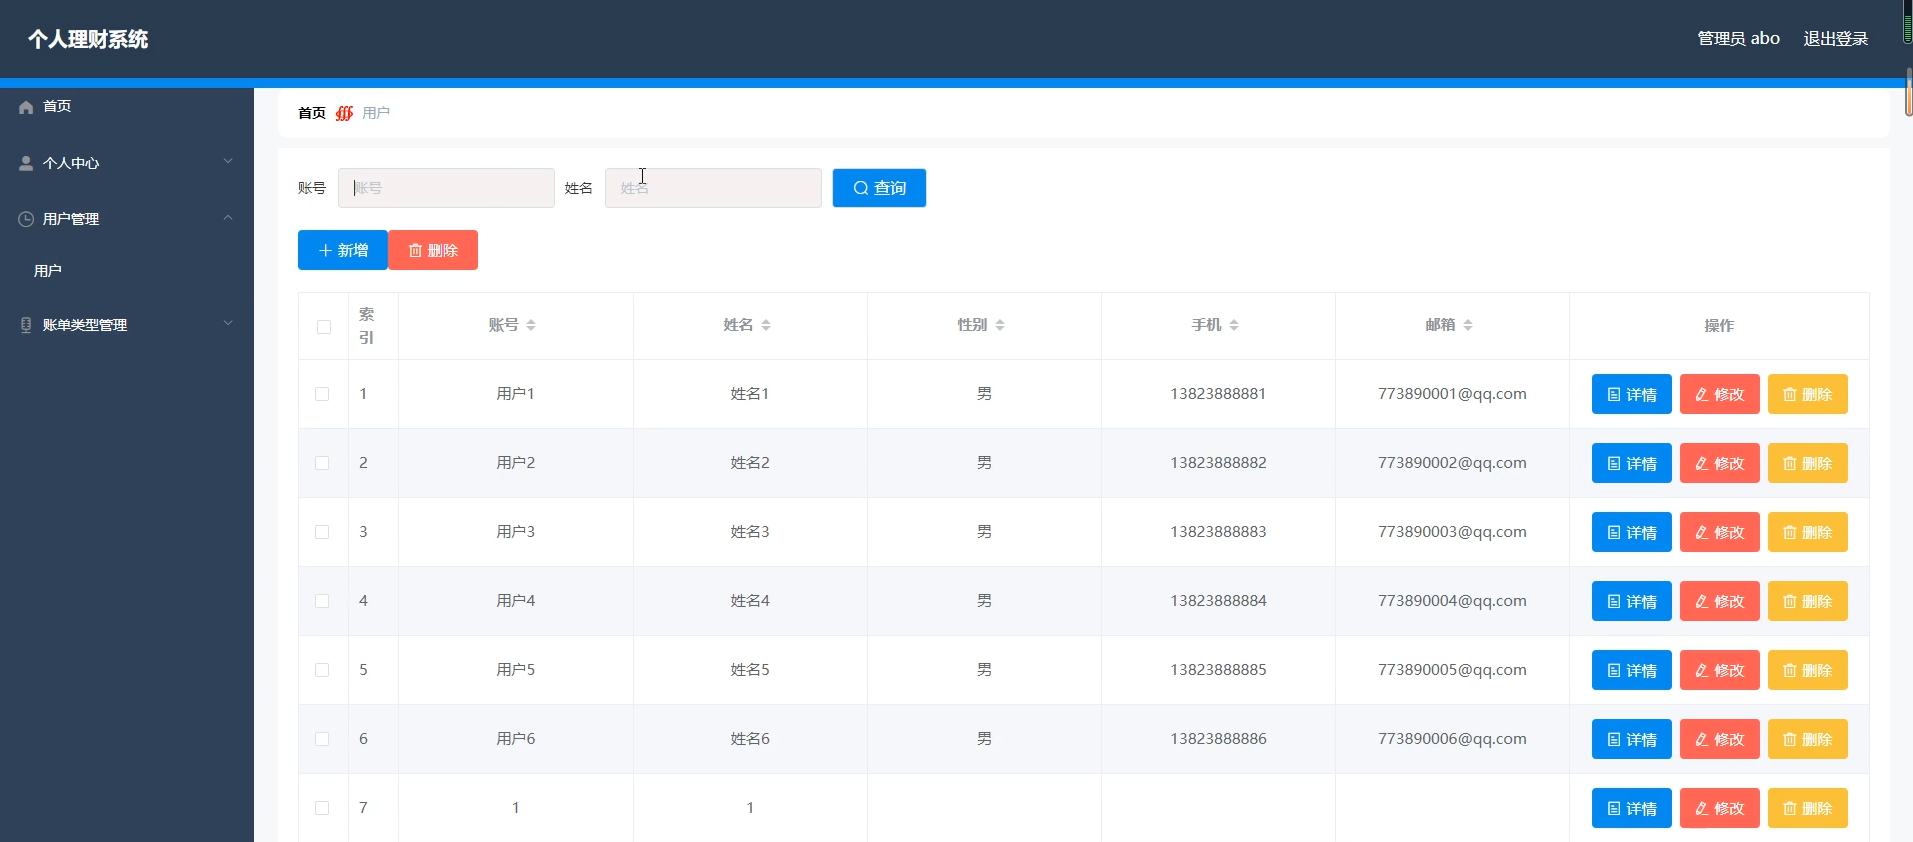 个人理财系统
管理员 abo 退出登录
首页
个人中心
用户管理
用户
账单类型管理
首页 用户
账号 账号 姓名 姓名 查询
新增 删除
索引 账号 姓名 性别 手机 邮箱 操作
1 用户1 姓名1 男 13823888881 773890001@qq.com 详情 修改 删除
2 用户2 姓名2 男 13823888882 773890002@qq.com 详情 修改 删除
3 用户3 姓名3 男 13823888883 773890003@qq.com 详情 修改 删除
4 用户4 姓名4 男 13823888884 773890004@qq.com 详情 修改 删除
5 用户5 姓名5 男 13823888885 773890005@qq.com 详情 修改 删除
6 用户6 姓名6 男 13823888886 773890006@qq.com 详情 修改 删除
7 1 1 详情 修改 删除